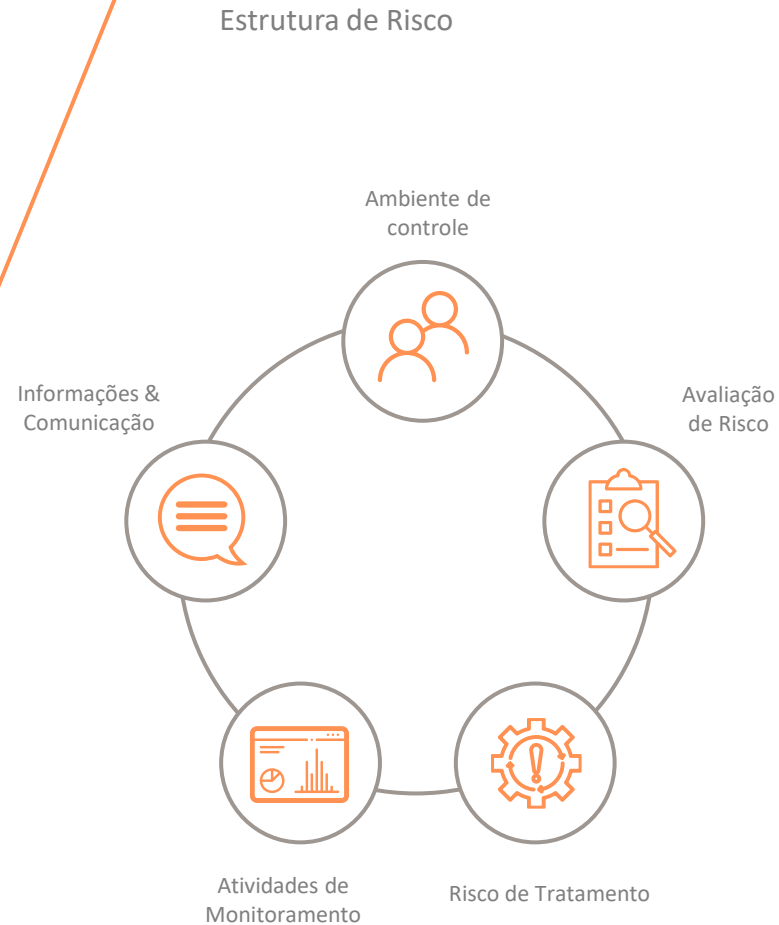 Estrutura de Risco
Ambiente de
controle
Informações &
Comunicação
Avaliação
de Risco
Atividades de
Monitoramento
Risco de Tratamento